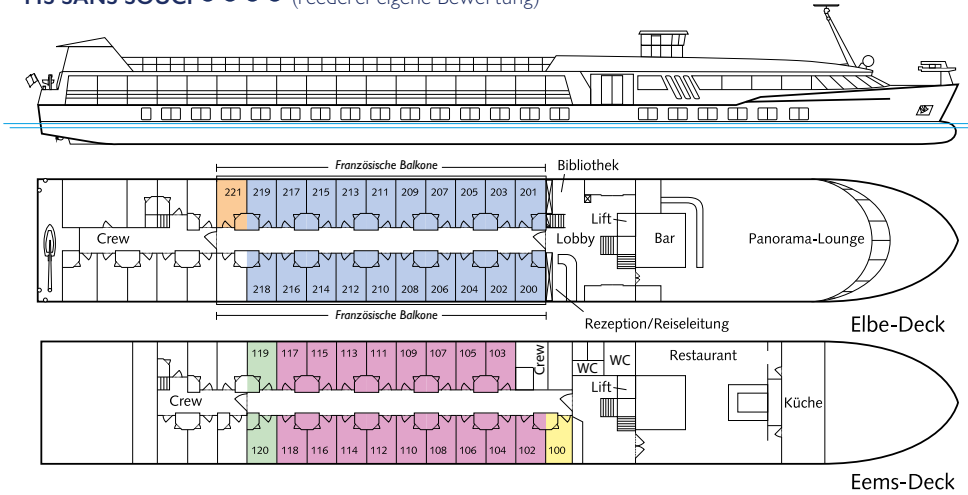 MS SANS SOUCI (reederei-eigene Bewertung)
Französische Balkone
Bibliothek
221 219 217 215 213 211 209 207 205 203 201
Crew
Lobby
Lift
Bar
Panorama-Lounge
218 216 214 212 210 208 206 204 202 200
Französische Balkone
Rezeption/Reiseleitung
Elbe-Deck
119 117 115 113 111 109 107 105 103
Crew
WC
WC
Restaurant
Crew
Lift
Küche
120 118 116 114 112 110 108 106 104 102 100
Eems-Deck